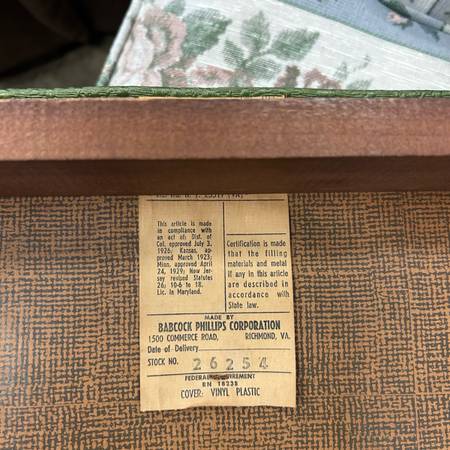 This article is made
in compliance with
an act of: Dist. of
Col. approved July 3,
1926; Kansas, ap-
proved March 1923;
Minn. approved April
24, 1929; New Jer-
sey revised Statutes
26; 10-6 to 18.
Lic. in Maryland.
Certification is made
that the filling
materials and metal
if any in this article
are described in
accordance with
State law.
MADE BY
BABCOCK PHILLIPS CORPORATION
1500 COMMERCE ROAD, RICHMOND, VA.
Date of Delivery
STOCK NO. 26254
FEDERAL
RN 18238
COVER: VINYL PLASTIC